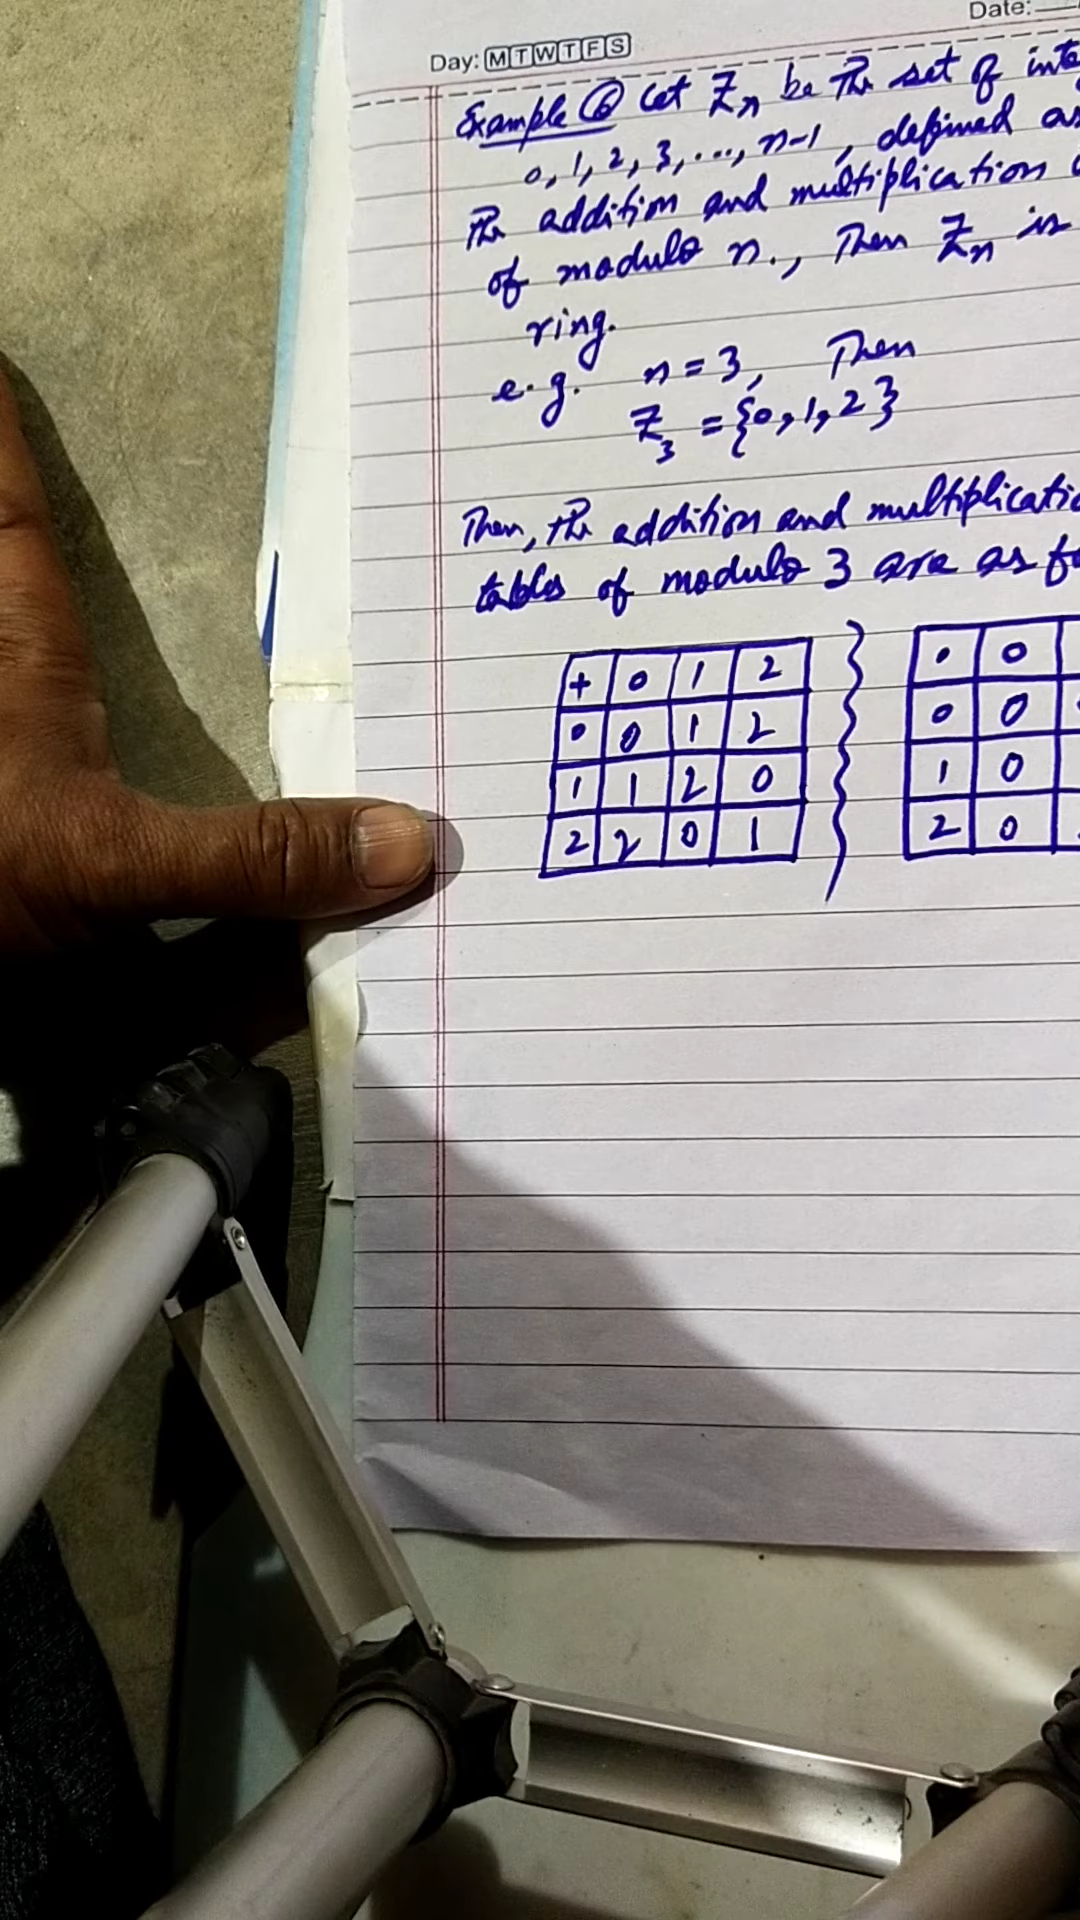 Date:
Day: M T W T F S
Example 6 Let Zn be the set of inte
0, 1, 2, 3, ..., n-1, defined as
The addition and multiplication
of modulo n., Then Zn is
ring.
e.g. n = 3, Then
Z3 = {0, 1, 2}
Then, the addition and multiplicatio
tables of modulo 3 are as fo
+ 0 1 2
0 0 1 2
1 1 2 0
2 2 0 1
• 0
0 0
1 0
2 0